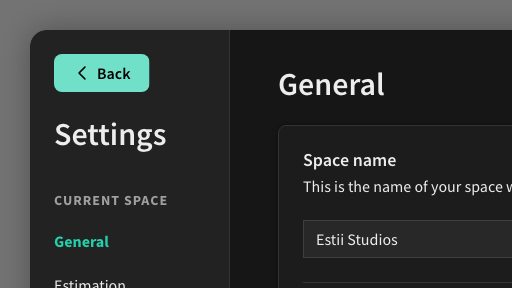 Back
Settings
CURRENT SPACE
General
Estimation
General
Space name
This is the name of your space
Estii Studios